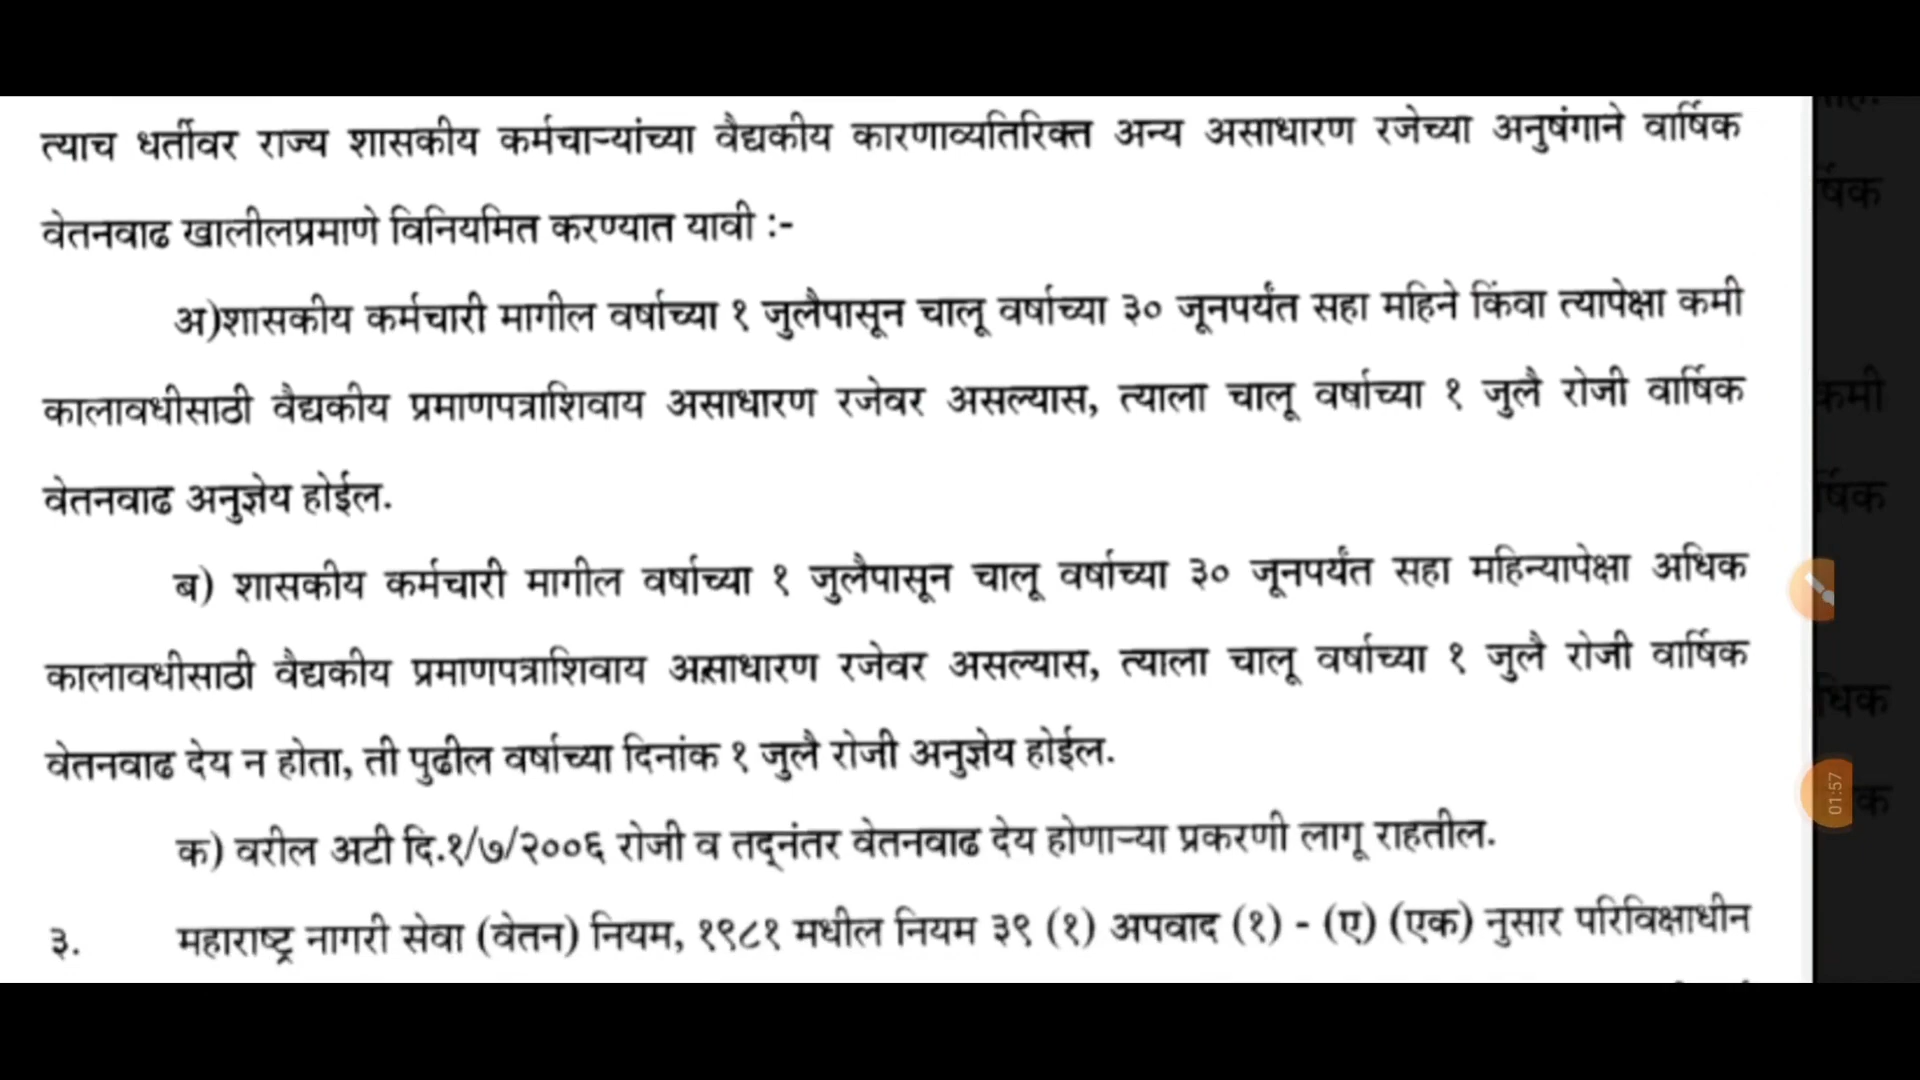 त्याच धर्तीवर राज्य शासकीय कर्मचाऱ्यांच्या वैद्यकीय कारणाव्यतिरिक्त अन्य असाधारण रजेच्या अनुषंगाने वार्षिक
वेतनवाढ खालीलप्रमाणे विनियमित करण्यात यावी :-
अ)शासकीय कर्मचारी मागील वर्षाच्या १ जुलैपासून चालू वर्षाच्या ३० जूनपर्यंत सहा महिने किंवा त्यापेक्षा कमी
कालावधीसाठी वैद्यकीय प्रमाणपत्राशिवाय असाधारण रजेवर असल्यास, त्याला चालू वर्षाच्या १ जुलै रोजी वार्षिक
वेतनवाढ अनुज्ञेय होईल.
ब) शासकीय कर्मचारी मागील वर्षाच्या १ जुलैपासून चालू वर्षाच्या ३० जूनपर्यंत सहा महिन्यापेक्षा अधिक
कालावधीसाठी वैद्यकीय प्रमाणपत्राशिवाय असाधारण रजेवर असल्यास, त्याला चालू वर्षाच्या १ जुलै रोजी वार्षिक
वेतनवाढ देय न होता, ती पुढील वर्षाच्या दिनांक १ जुलै रोजी अनुज्ञेय होईल.
क) वरील अटी दि.१/७/२००६ रोजी व तद्नंतर वेतनवाढ देय होणाऱ्या प्रकरणी लागू राहतील.
३. महाराष्ट्र नागरी सेवा (वेतन) नियम, १९८१ मधील नियम ३९ (१) अपवाद (१) - (ए) (एक) नुसार परिविक्षाधीन
कमी
01:57